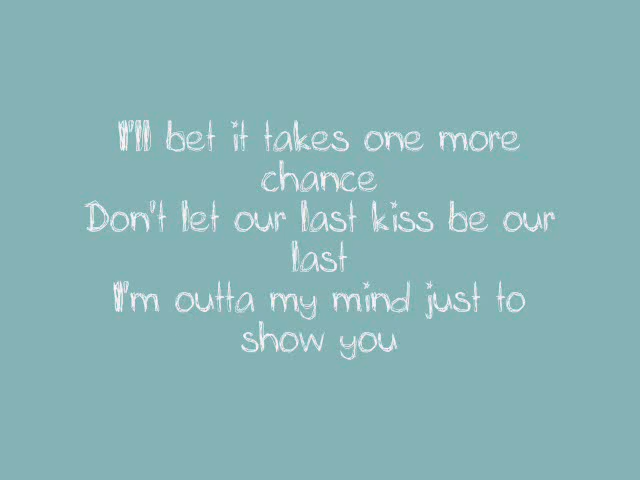 I'll bet it takes one more
chance
Don't let our last kiss be our
last
I'm outta my mind just to
show you